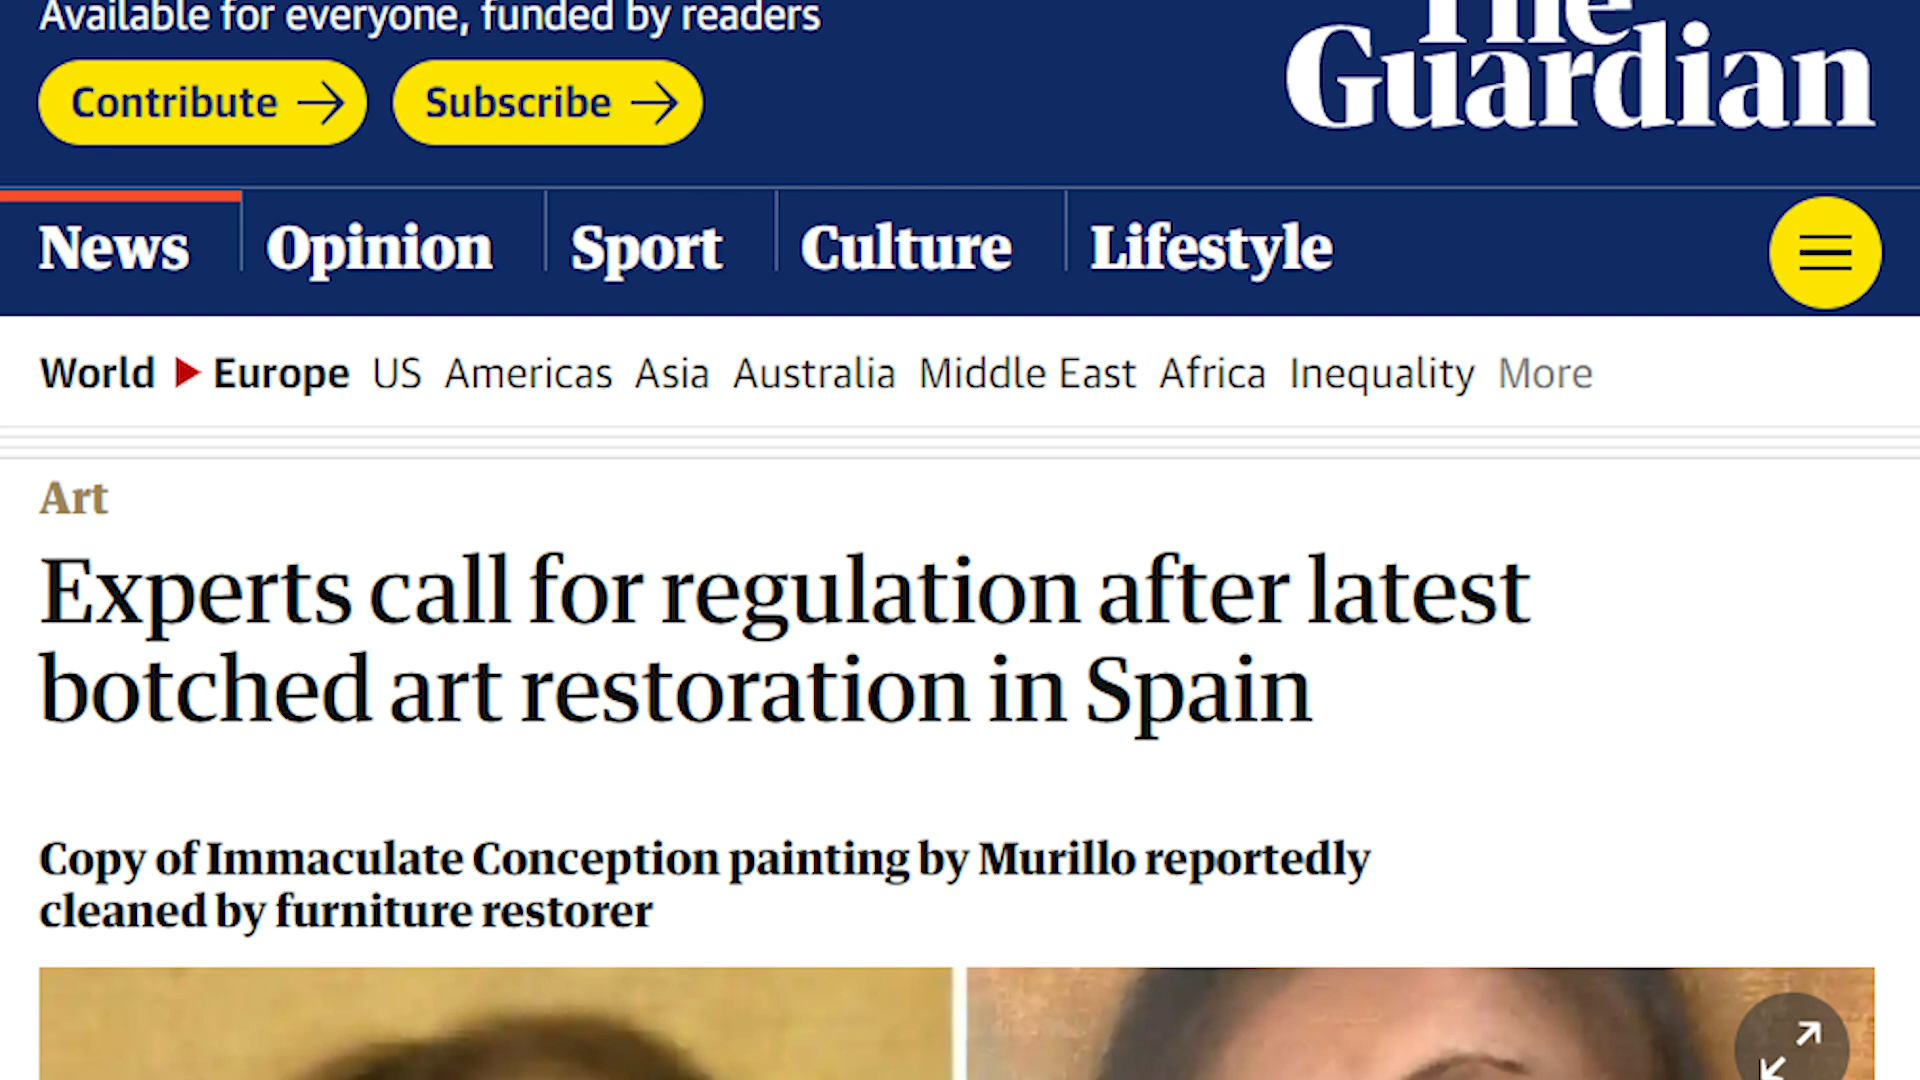 Available for everyone, funded by readers
Contribute
Subscribe
The
Guardian
News
Opinion
Sport
Culture
Lifestyle
World Europe US Americas Asia Australia Middle East Africa Inequality More
Art
Experts call for regulation after latest
botched art restoration in Spain
Copy of Immaculate Conception painting by Murillo reportedly
cleaned by furniture restorer